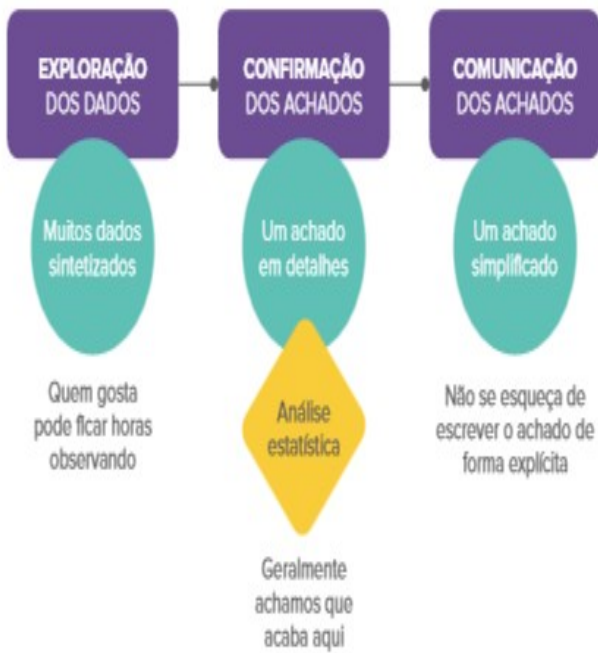 EXPLORAÇÃO
DOS DADOS
Muitos dados
sintetizados
Quem gosta
pode ficar horas
observando
CONFIRMAÇÃO
DOS ACHADOS
Um achado
em detalhes
Análise
estatística
Geralmente
achamos que
acaba aqui
COMUNICAÇÃO
DOS ACHADOS
Um achado
simplificado
Não se esqueça de
escrever o achado de
forma explícita